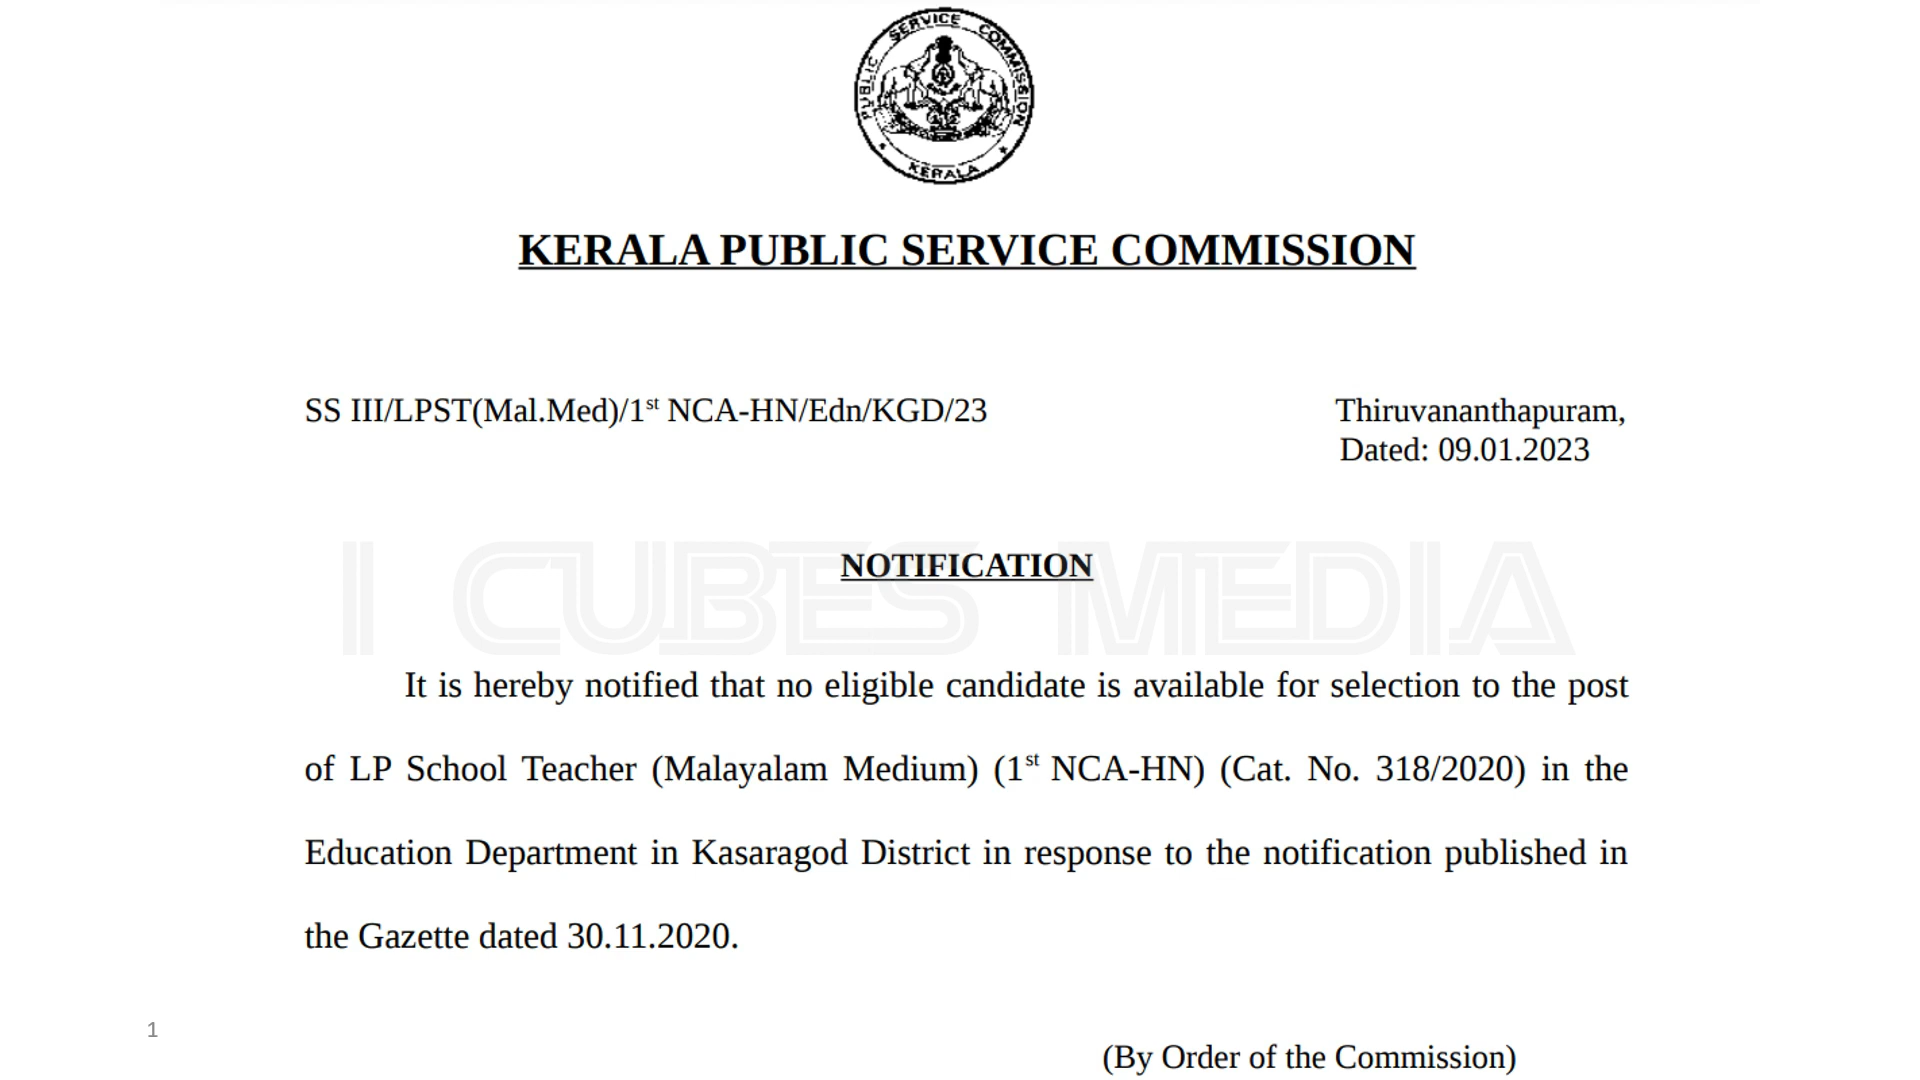 PUBLIC SERVICE COMMISSION
KERALA
KERALA PUBLIC SERVICE COMMISSION
SS III/LPST(Mal.Med)/1st NCA-HN/Edn/KGD/23
Thiruvananthapuram,
Dated: 09.01.2023
NOTIFICATION
I CUBES MEDIA
It is hereby notified that no eligible candidate is available for selection to the post
of LP School Teacher (Malayalam Medium) (1st NCA-HN) (Cat. No. 318/2020) in the
Education Department in Kasaragod District in response to the notification published in
the Gazette dated 30.11.2020.
1
(By Order of the Commission)